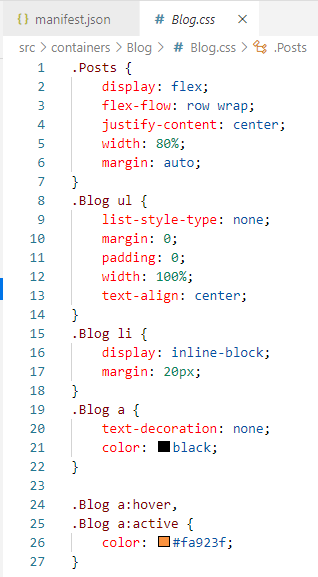 manifest.json # Blog.css ×
src > containers > Blog > # Blog.css > .Posts
1 .Posts {
2 display: flex;
3 flex-flow: row wrap;
4 justify-content: center;
5 width: 80%;
6 margin: auto;
7 }
8 .Blog ul {
9 list-style-type: none;
10 margin: 0;
11 padding: 0;
12 width: 100%;
13 text-align: center;
14 }
15 .Blog li {
16 display: inline-block;
17 margin: 20px;
18 }
19 .Blog a {
20 text-decoration: none;
21 color: black;
22 }
23
24 .Blog a:hover,
25 .Blog a:active {
26 color: #fa923f;
27 }